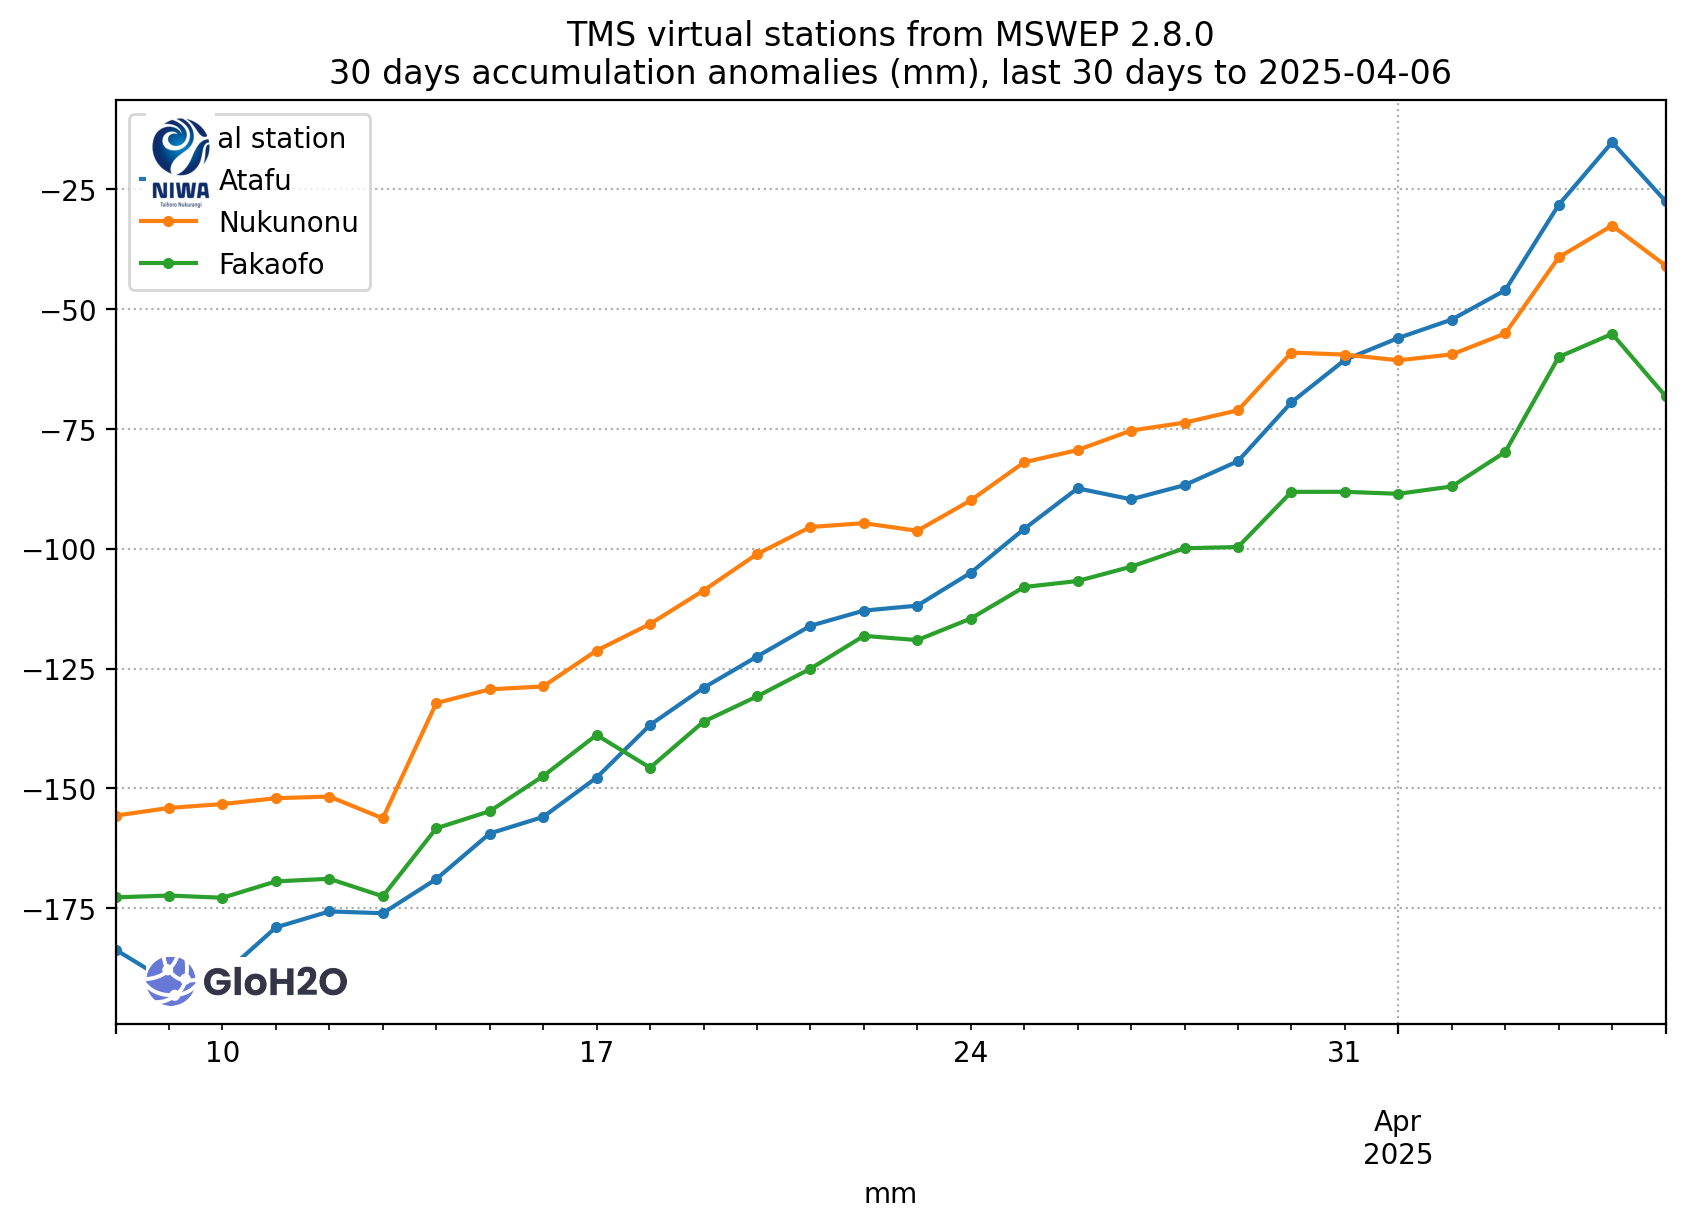 TMS virtual stations from MSWEP 2.8.0
30 days accumulation anomalies (mm), last 30 days to 2025-04-06
al station
Atafu
Nukunonu
Fakaofo
NIWA
Taihoro Nukurangi
−25
−50
−75
−100
−125
−150
−175
GloH2O
10 17 24 31
Apr
2025
mm